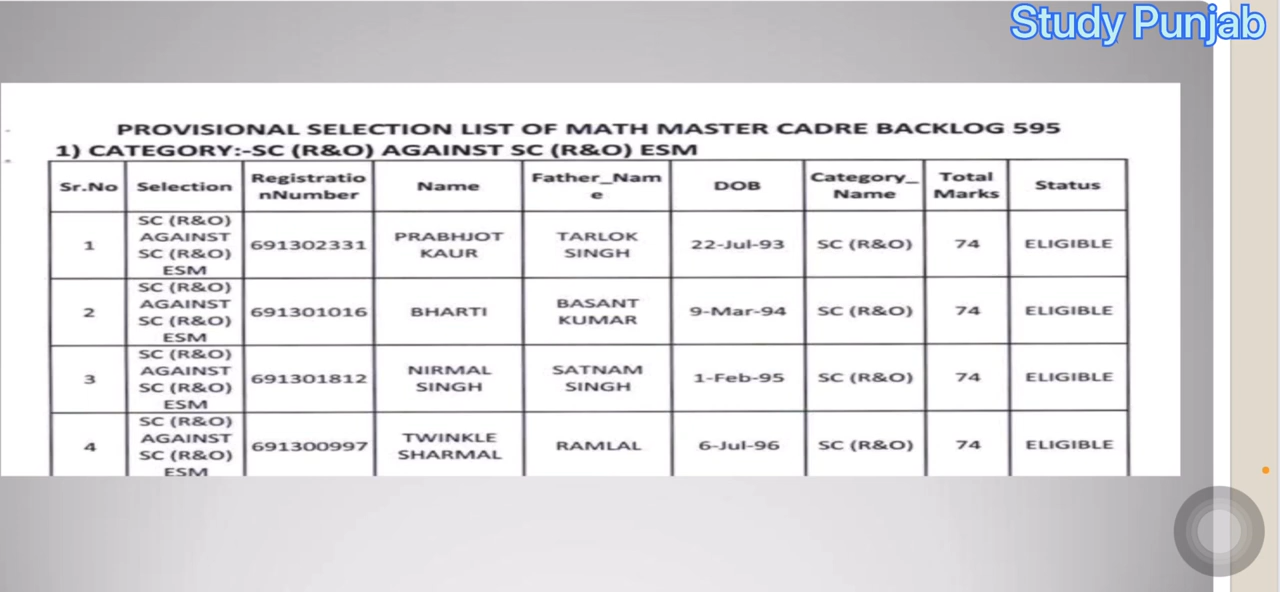 Study Punjab
PROVISIONAL SELECTION LIST OF MATH MASTER CADRE BACKLOG 595
1) CATEGORY:-SC (R&O) AGAINST SC (R&O) ESM
Sr.No Selection Registratio nNumber Name Father_Nam e DOB Category_ Name Total Marks Status
1 SC (R&O) AGAINST SC (R&O) ESM 691302331 PRABHJOT KAUR TARLOK SINGH 22-Jul-93 SC (R&O) 74 ELIGIBLE
2 SC (R&O) AGAINST SC (R&O) ESM 691301016 BHARTI BASANT KUMAR 9-Mar-94 SC (R&O) 74 ELIGIBLE
3 SC (R&O) AGAINST SC (R&O) ESM 691301812 NIRMAL SINGH SATNAM SINGH 1-Feb-95 SC (R&O) 74 ELIGIBLE
4 SC (R&O) AGAINST SC (R&O) ESM 691300997 TWINKLE SHARMAL RAMLAL 6-Jul-96 SC (R&O) 74 ELIGIBLE